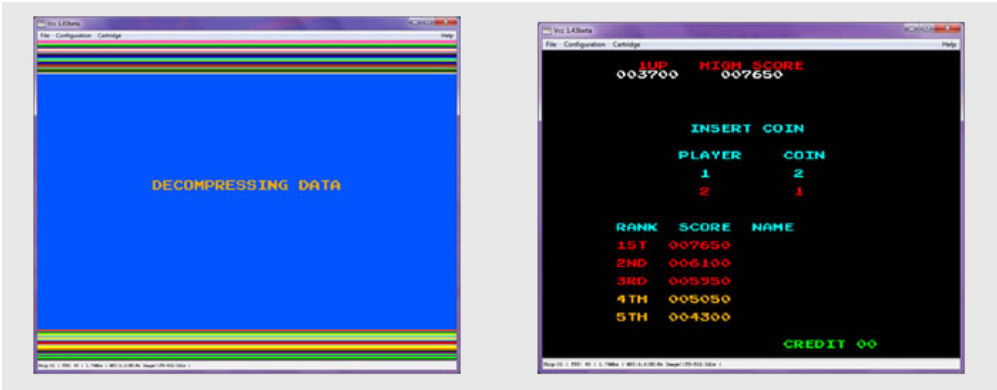 Vcc 1.43beta
File Configuration Cartridge Help
DECOMPRESSING DATA
Vcc 1.43beta
File Configuration Cartridge Help
1UP HIGH SCORE
003700 007650
INSERT COIN
PLAYER COIN
1 2
2 1
RANK SCORE NAME
1ST 007650
2ND 006100
3RD 005950
4TH 005050
5TH 004300
CREDIT 00